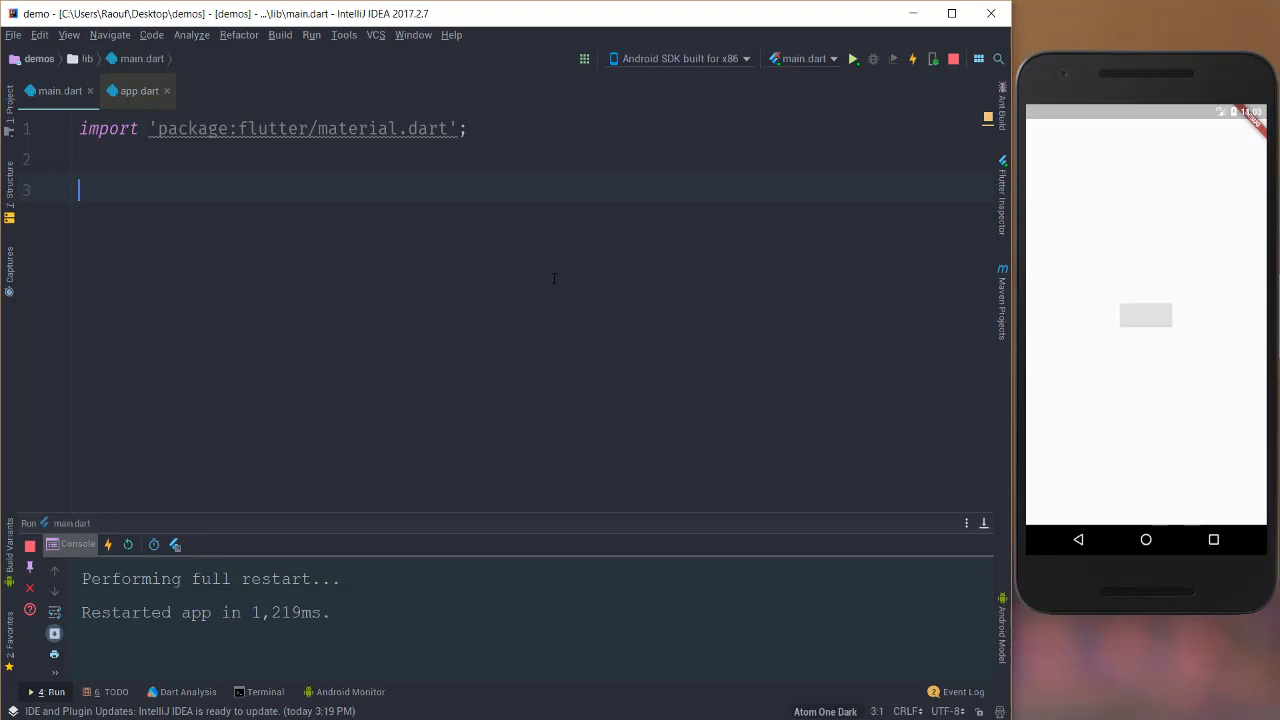 demo - [C:\Users\Raouf\Desktop\demos] - [demos] - ...\lib\main.dart - IntelliJ IDEA 2017.2.7
File Edit View Navigate Code Analyze Refactor Build Run Tools VCS Window Help
demos lib main.dart Android SDK built for x86 main.dart
main.dart app.dart
1 import 'package:flutter/material.dart';
2
3
1: Project
7: Structure
Captures
Build Variants
2: Favorites
Ant Build
Flutter Inspector
Maven Projects
Android Model
11:03
Run main.dart
Console
Performing full restart...
Restarted app in 1,219ms.
4: Run 6: TODO Dart Analysis Terminal Android Monitor 2 Event Log
IDE and Plugin Updates: IntelliJ IDEA is ready to update. (today 3:19 PM) Atom One Dark 3:1 CRLF UTF-8